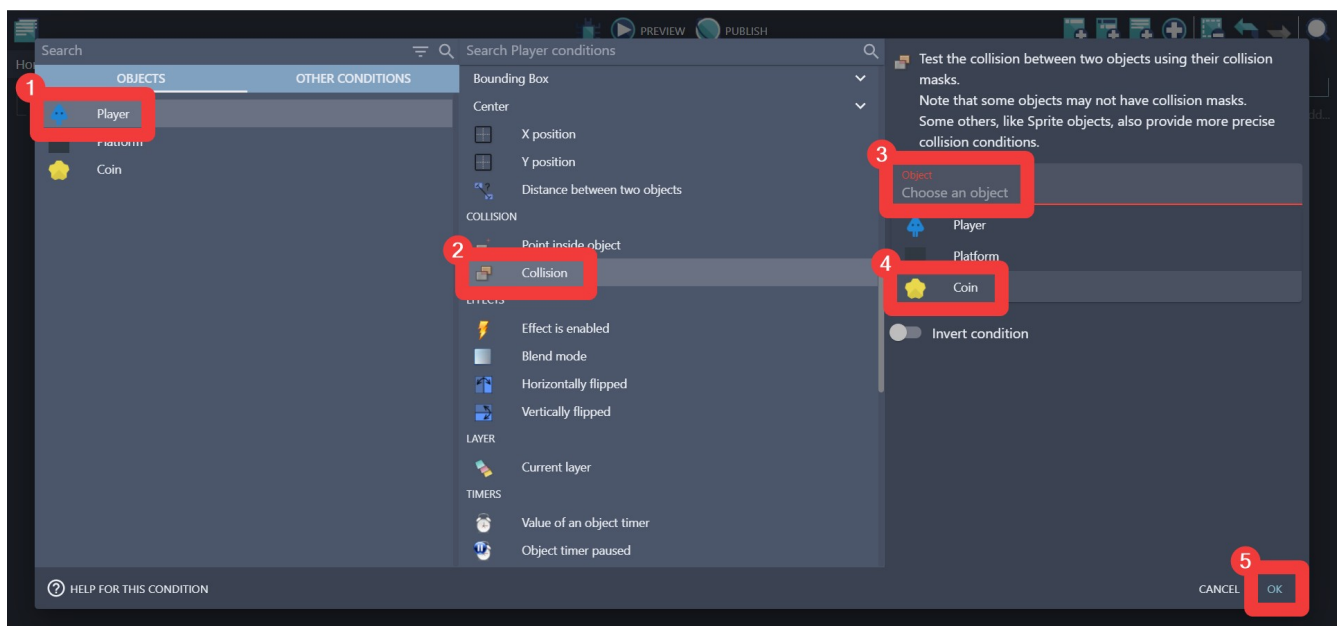 PREVIEW
PUBLISH
Ho
Search
OBJECTS
OTHER CONDITIONS
1
Player
Platform
Coin
Search Player conditions
Bounding Box
Center
X position
Y position
Distance between two objects
COLLISION
Point inside object
2
Collision
EFFECTS
Effect is enabled
Blend mode
Horizontally flipped
Vertically flipped
LAYER
Current layer
TIMERS
Value of an object timer
Object timer paused
Test the collision between two objects using their collision
masks.
Note that some objects may not have collision masks.
Some others, like Sprite objects, also provide more precise
collision conditions.
3
Object
Choose an object
Player
Platform
4
Coin
Invert condition
dd...
HELP FOR THIS CONDITION
CANCEL
5
OK